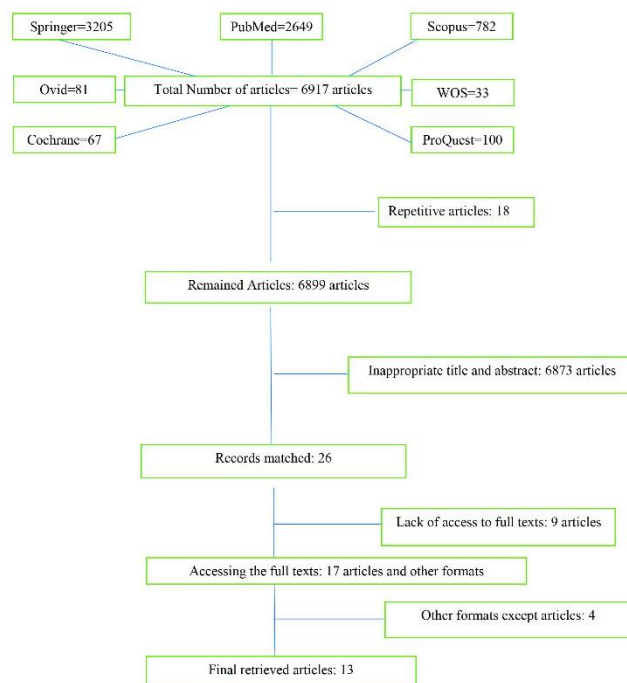 Springer=3205
PubMed=2649
Scopus=782
Ovid=81
Total Number of articles= 6917 articles
WOS=33
Cochrane=67
ProQuest=100
Repetitive articles: 18
Remained Articles: 6899 articles
Inappropriate title and abstract: 6873 articles
Records matched: 26
Lack of access to full texts: 9 articles
Accessing the full texts: 17 articles and other formats
Other formats except articles: 4
Final retrieved articles: 13